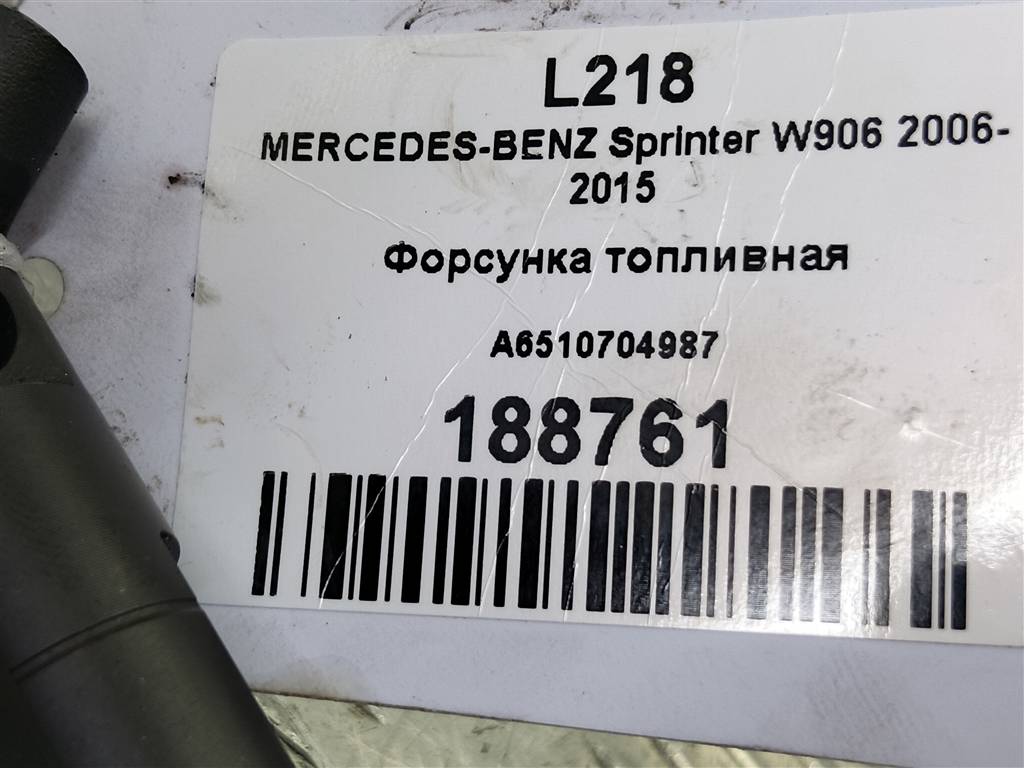 L218
MERCEDES-BENZ Sprinter W906 2006-
2015
Форсунка топливная
A6510704987
188761